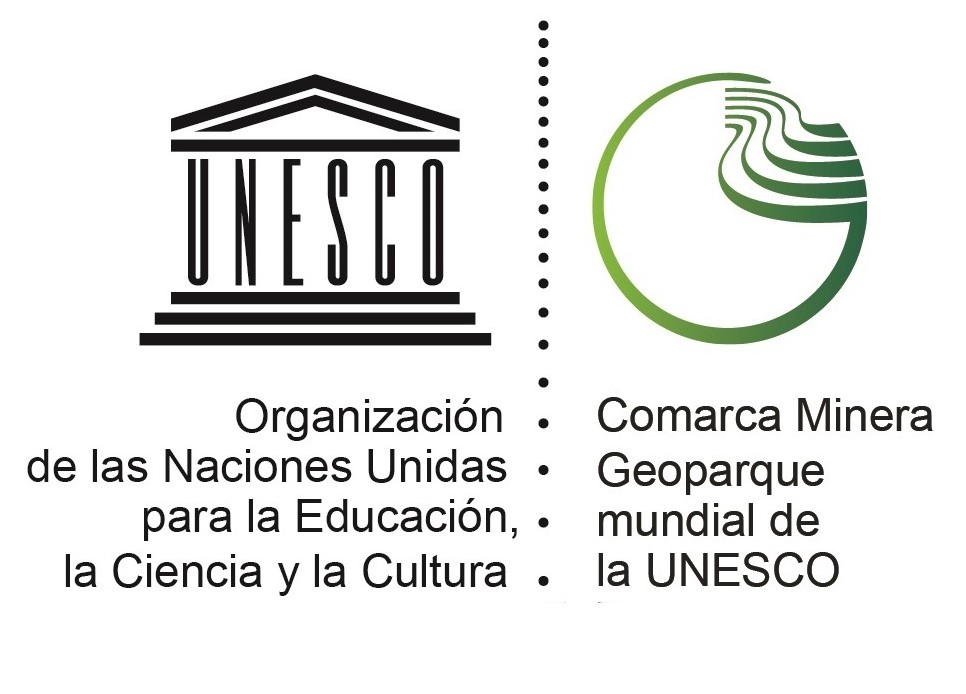 UNESCO
Organización
de las Naciones Unidas
para la Educación,
la Ciencia y la Cultura
Comarca Minera
Geoparque
mundial de
la UNESCO